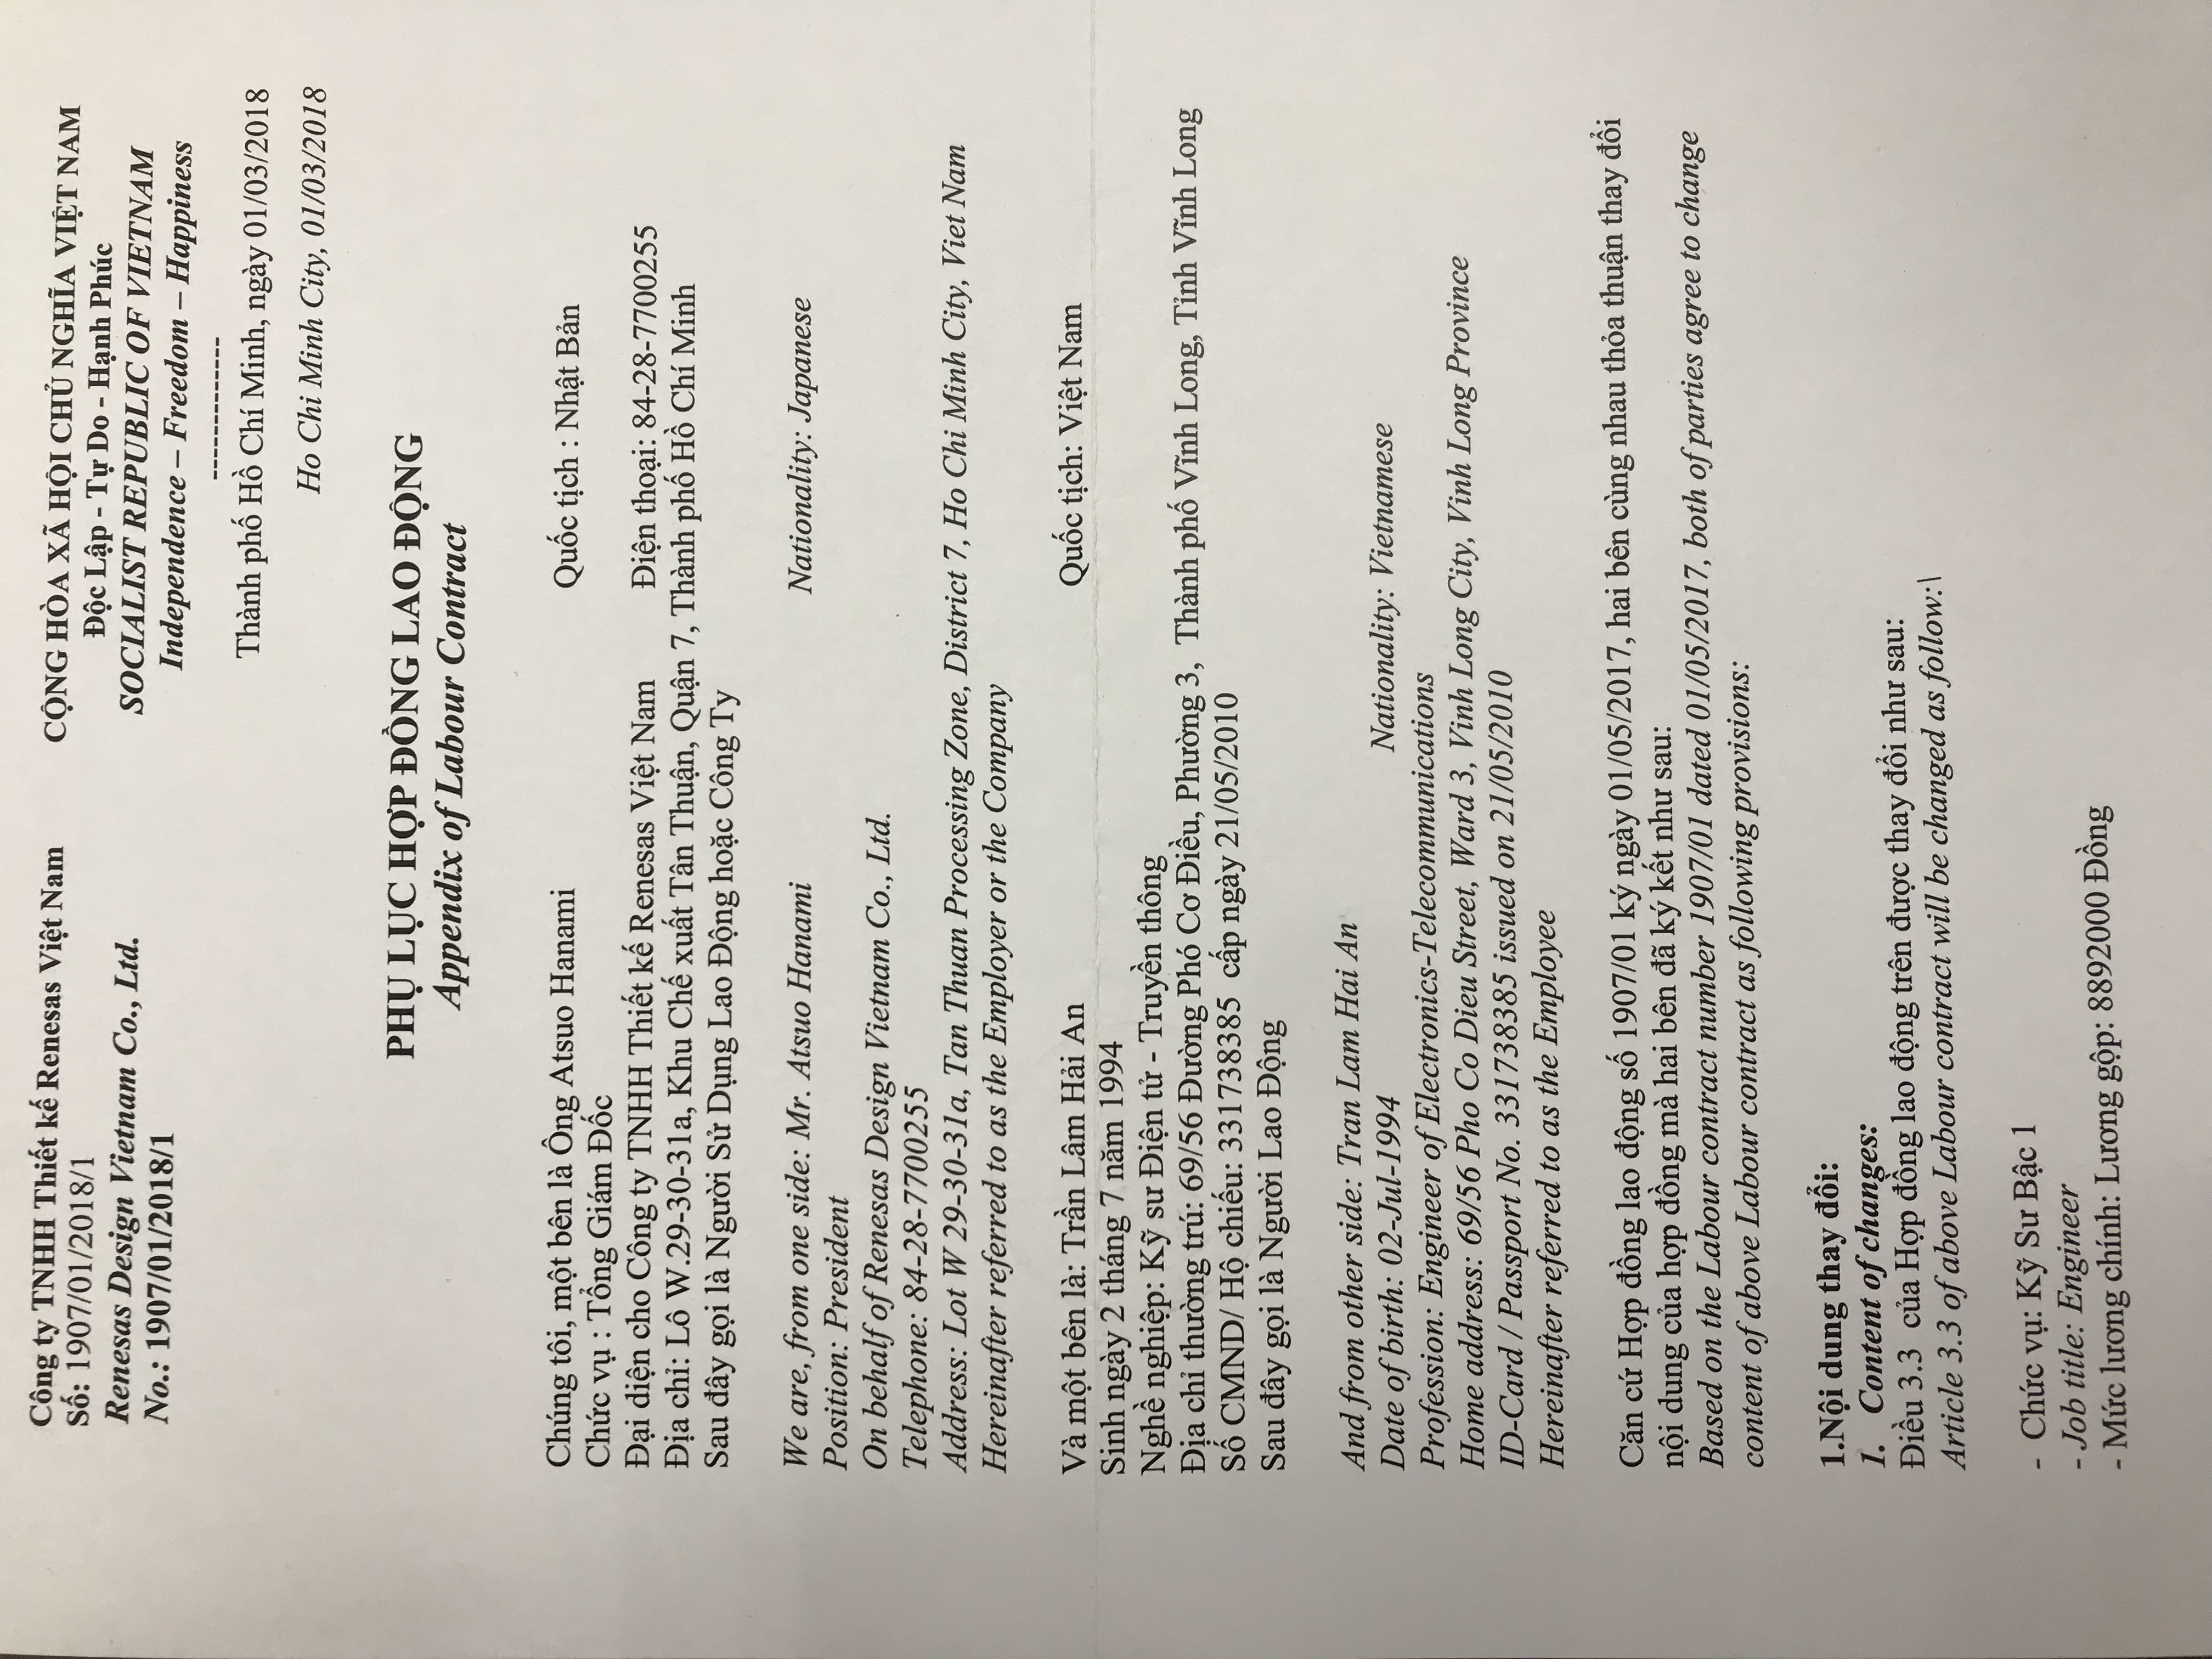 Công ty TNHH Thiết kế Renesas Việt Nam
Số: 1907/01/2018/1
Renesas Design Vietnam Co., Ltd.
No.: 1907/01/2018/1
CỘNG HÒA XÃ HỘI CHỦ NGHĨA VIỆT NAM
Độc Lập - Tự Do - Hạnh Phúc
SOCIALIST REPUBLIC OF VIETNAM
Independence – Freedom – Happiness
-------------
Thành phố Hồ Chí Minh, ngày 01/03/2018
Ho Chi Minh City, 01/03/2018
PHỤ LỤC HỢP ĐỒNG LAO ĐỘNG
Appendix of Labour Contract
Chúng tôi, một bên là Ông Atsuo Hanami Quốc tịch : Nhật Bản
Chức vụ : Tổng Giám Đốc
Đại diện cho Công ty TNHH Thiết kế Renesas Việt Nam Điện thoại: 84-28-7700255
Địa chỉ: Lô W.29-30-31a, Khu Chế xuất Tân Thuận, Quận 7, Thành phố Hồ Chí Minh
Sau đây gọi là Người Sử Dụng Lao Động hoặc Công Ty
We are, from one side: Mr. Atsuo Hanami Nationality: Japanese
Position: President
On behalf of Renesas Design Vietnam Co., Ltd.
Telephone: 84-28-7700255
Address: Lot W 29-30-31a, Tan Thuan Processing Zone, District 7, Ho Chi Minh City, Viet Nam
Hereinafter referred to as the Employer or the Company
Và một bên là: Trần Lâm Hải An Quốc tịch: Việt Nam
Sinh ngày 2 tháng 7 năm 1994
Nghề nghiệp: Kỹ sư Điện tử - Truyền thông
Địa chỉ thường trú: 69/56 Đường Phó Cơ Điều, Phường 3, Thành phố Vĩnh Long, Tỉnh Vĩnh Long
Số CMND/ Hộ chiếu: 331738385 cấp ngày 21/05/2010
Sau đây gọi là Người Lao Động
And from other side: Tran Lam Hai An
Date of birth: 02-Jul-1994 Nationality: Vietnamese
Profession: Engineer of Electronics-Telecommunications
Home address: 69/56 Pho Co Dieu Street, Ward 3, Vinh Long City, Vinh Long Province
ID-Card / Passport No. 331738385 issued on 21/05/2010
Hereinafter referred to as the Employee
Căn cứ Hợp đồng lao động số 1907/01 ký ngày 01/05/2017, hai bên cùng nhau thỏa thuận thay đổi
nội dung của hợp đồng mà hai bên đã ký kết như sau:
Based on the Labour contract number 1907/01 dated 01/05/2017, both of parties agree to change
content of above Labour contract as following provisions:
1.Nội dung thay đổi:
1. Content of changes:
Điều 3.3 của Hợp đồng lao động trên được thay đổi như sau:
Article 3.3 of above Labour contract will be changed as follow:\
- Chức vụ: Kỹ Sư Bậc 1
- Job title: Engineer
- Mức lương chính: Lương gộp: 8892000 Đồng